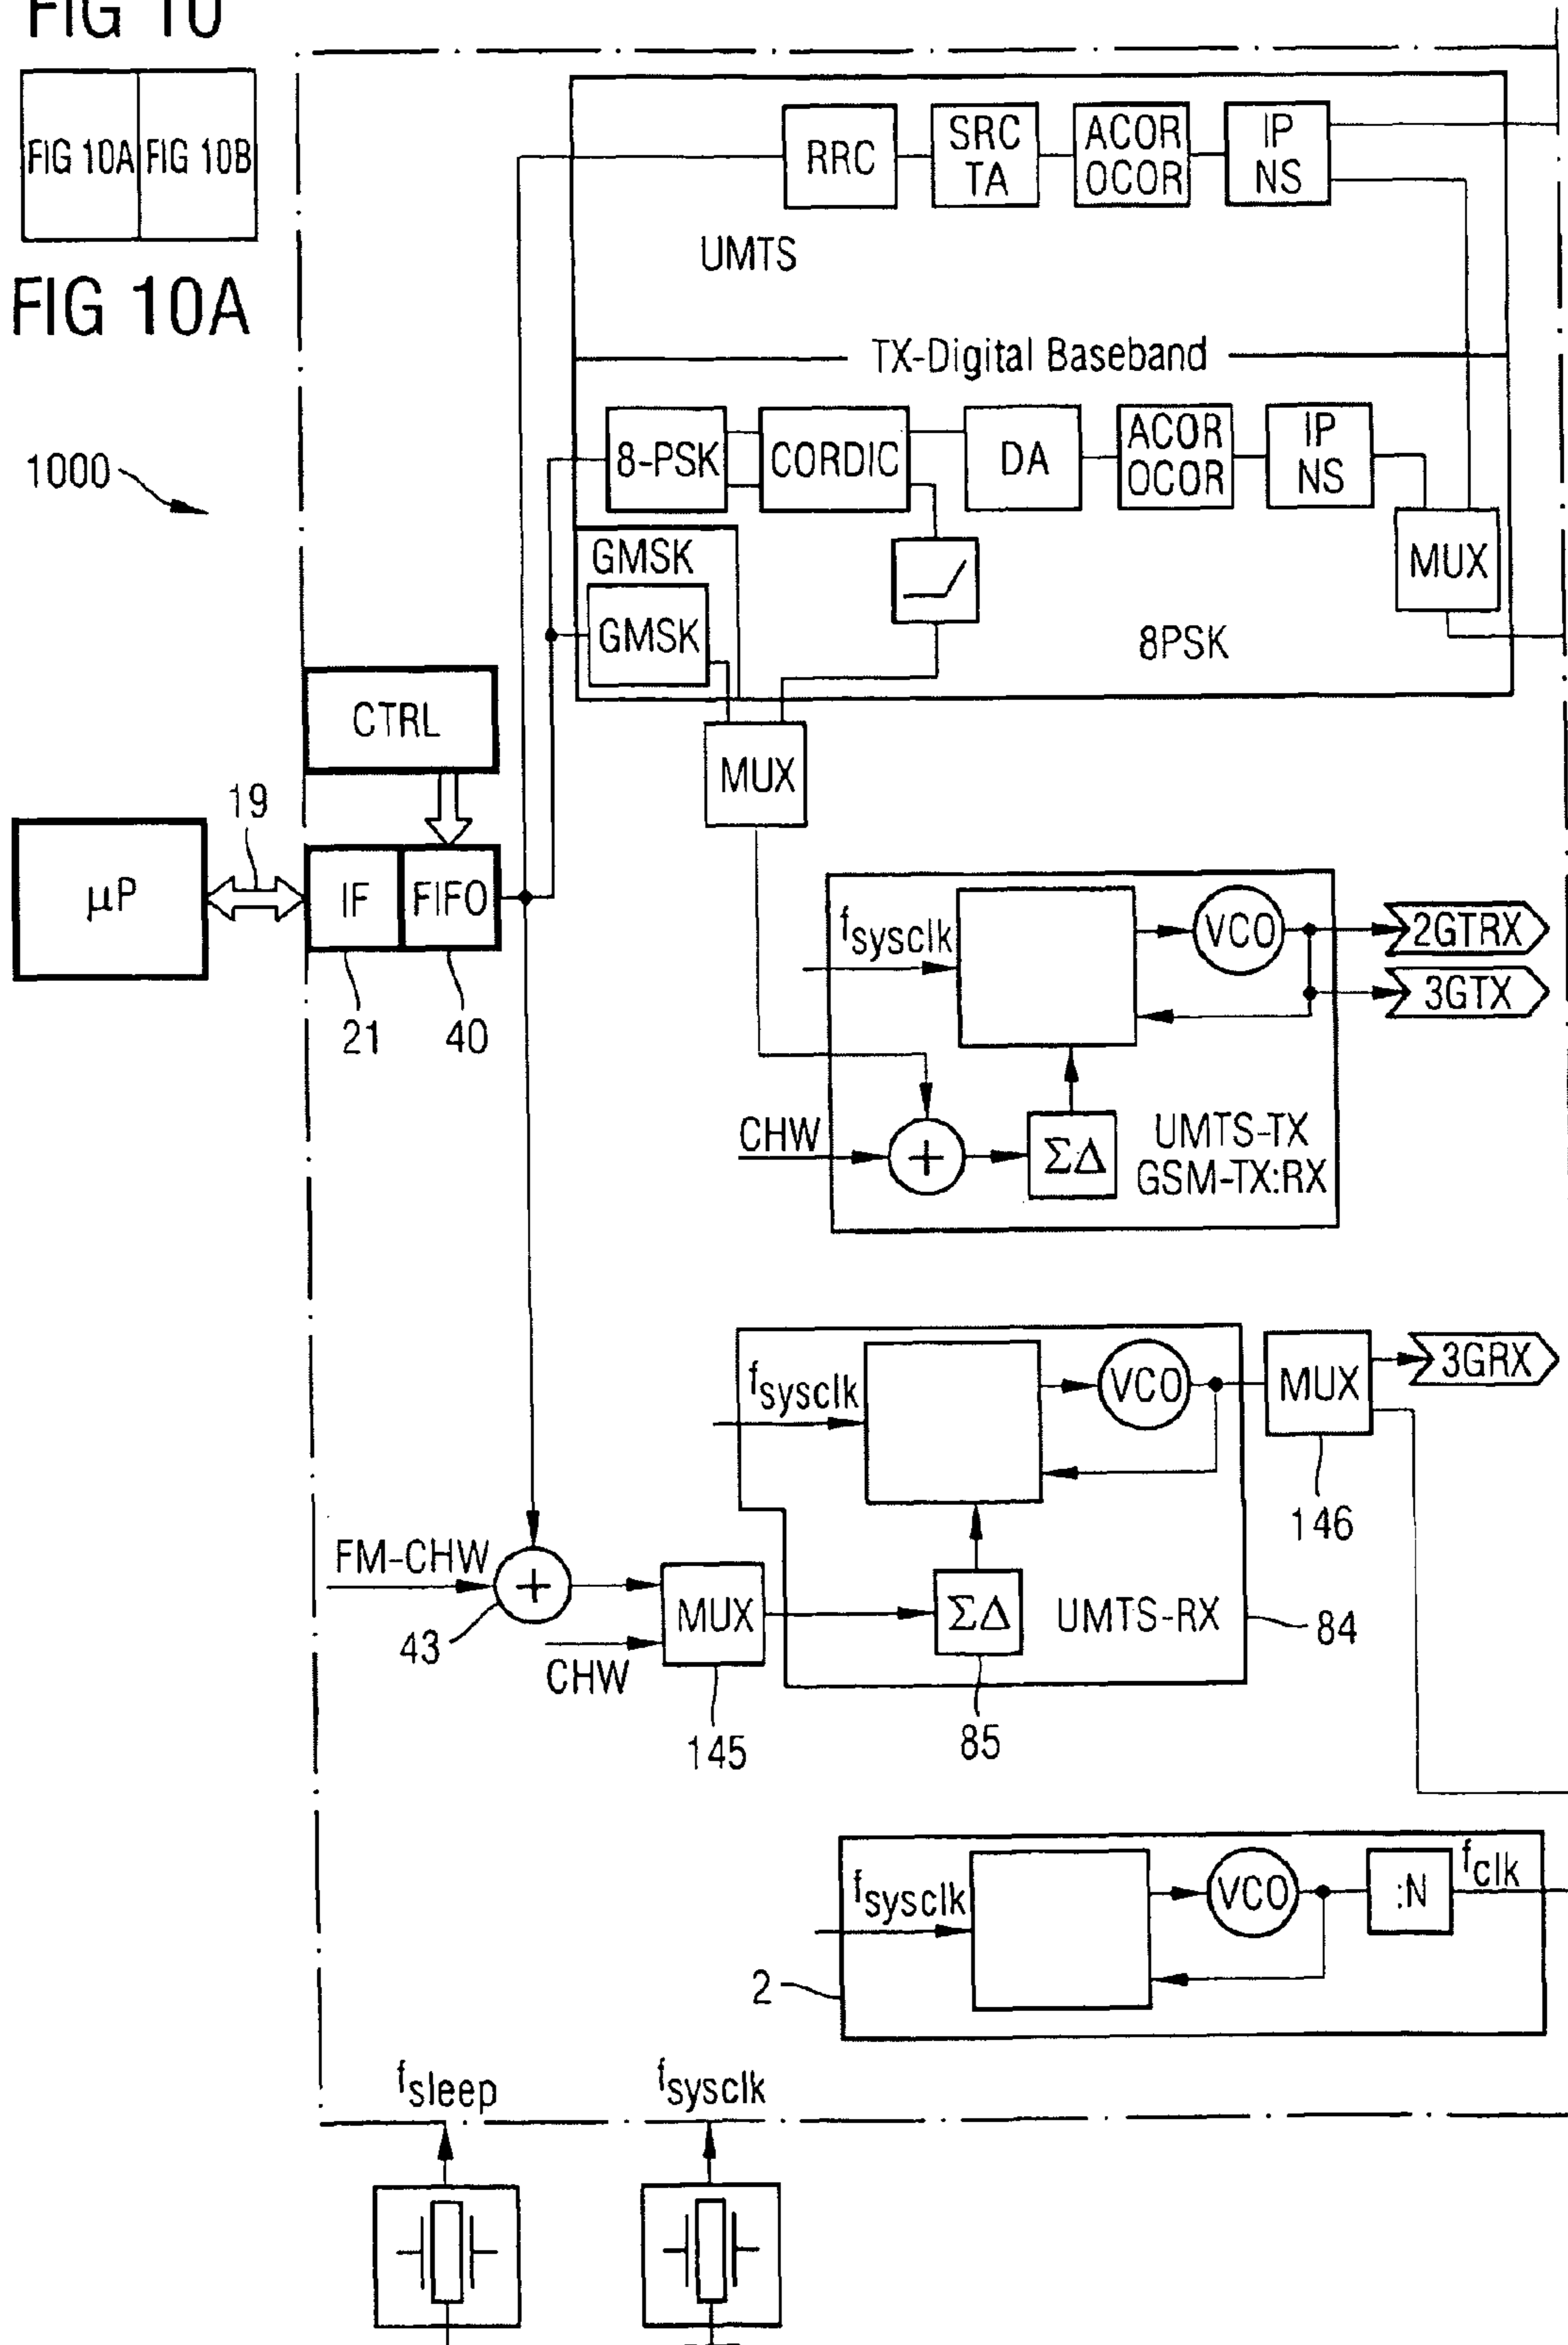 FIG 10
FIG 10A FIG 10B
FIG 10A
1000
RRC
SRC
TA
ACOR
OCOR
IP
NS
UMTS
TX-Digital Baseband
8-PSK
CORDIC
DA
ACOR
OCOR
IP
NS
MUX
GMSK
GMSK
8PSK
CTRL
MUX
19
µP
IF
FIFO
21
40
fsysclk
VCO
2GTRX
3GTX
CHW
+
ΣΔ
UMTS-TX
GSM-TX:RX
fsysclk
VCO
MUX
3GRX
146
FM-CHW
+
43
CHW
MUX
145
ΣΔ
85
UMTS-RX
84
fsysclk
VCO
:N
fclk
2
fsleep
fsysclk